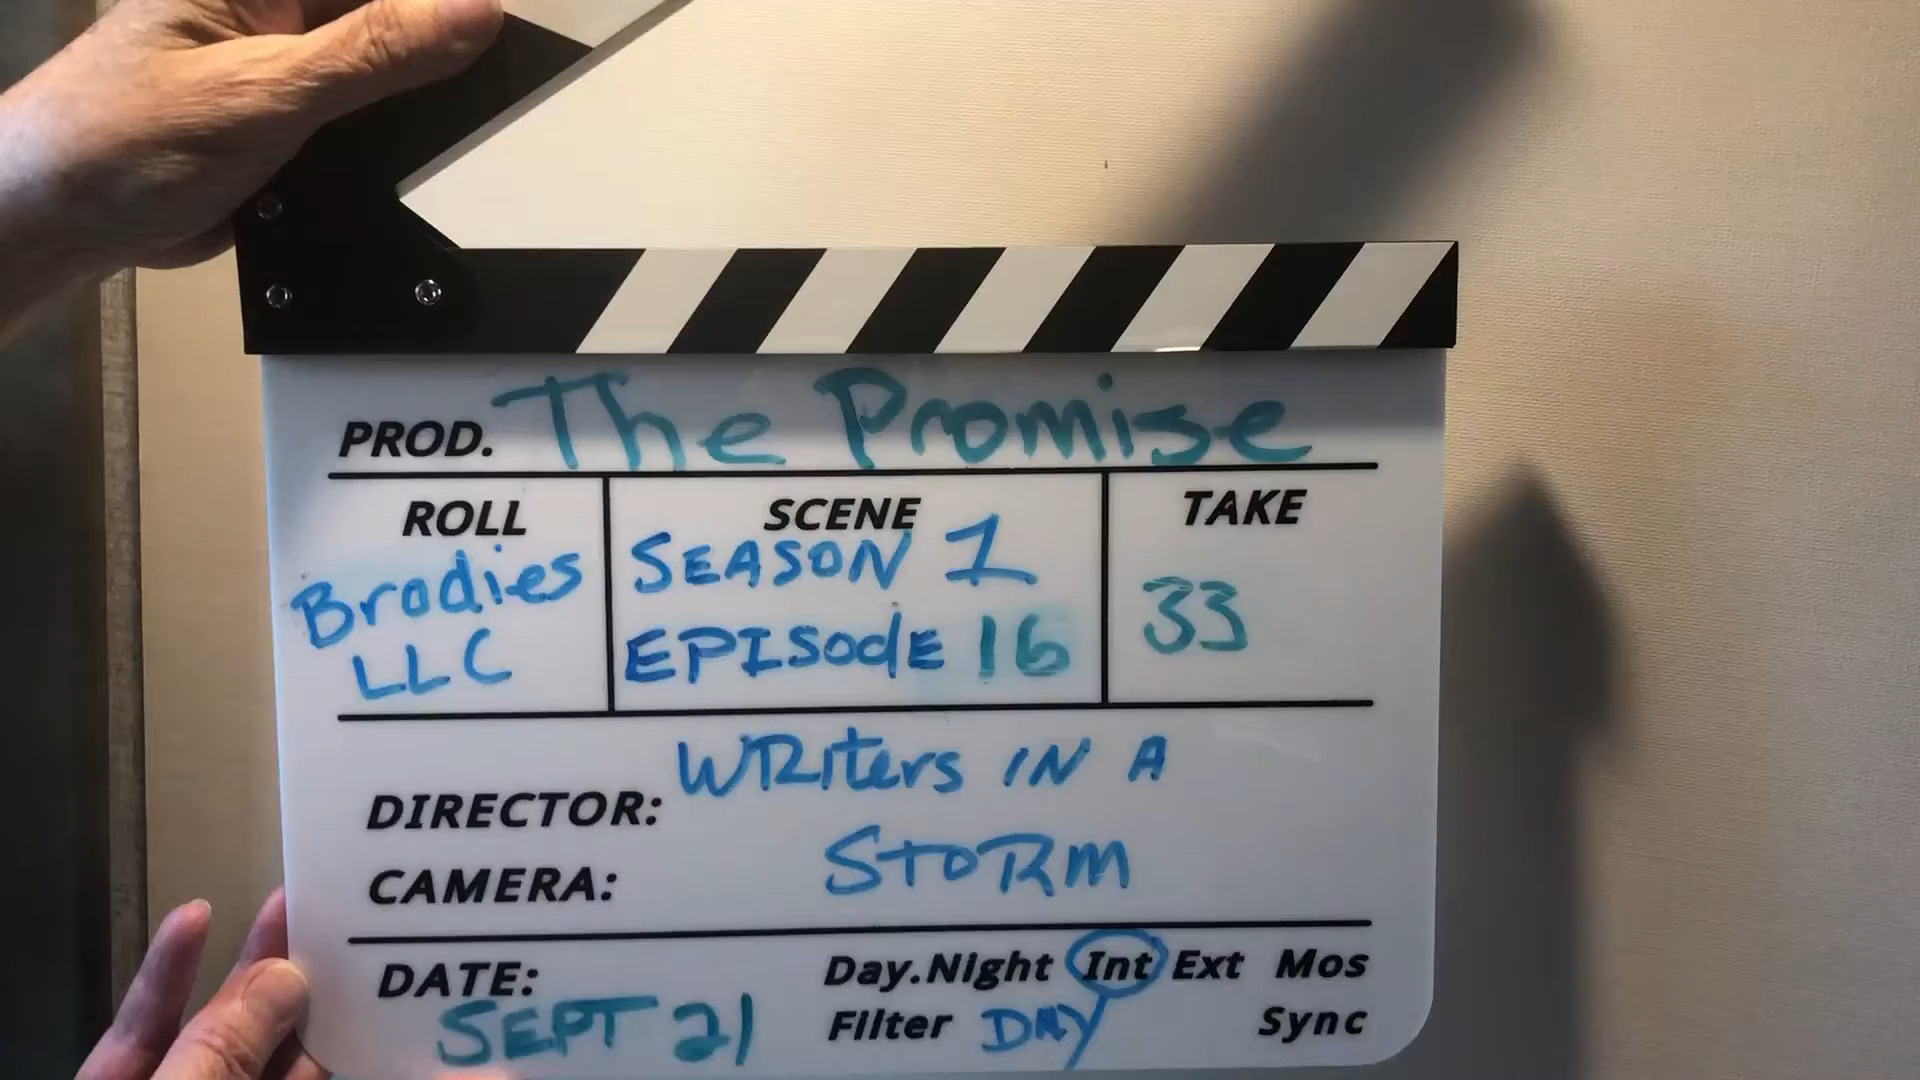 PROD. The Promise
ROLL SCENE TAKE
Brodies LLC
SEASON 1
EPISodE 16
33
DIRECTOR: WRiters IN A
CAMERA: StoRm
DATE: SEPT 21
Day.Night Int Ext Mos
Filter DAY Sync